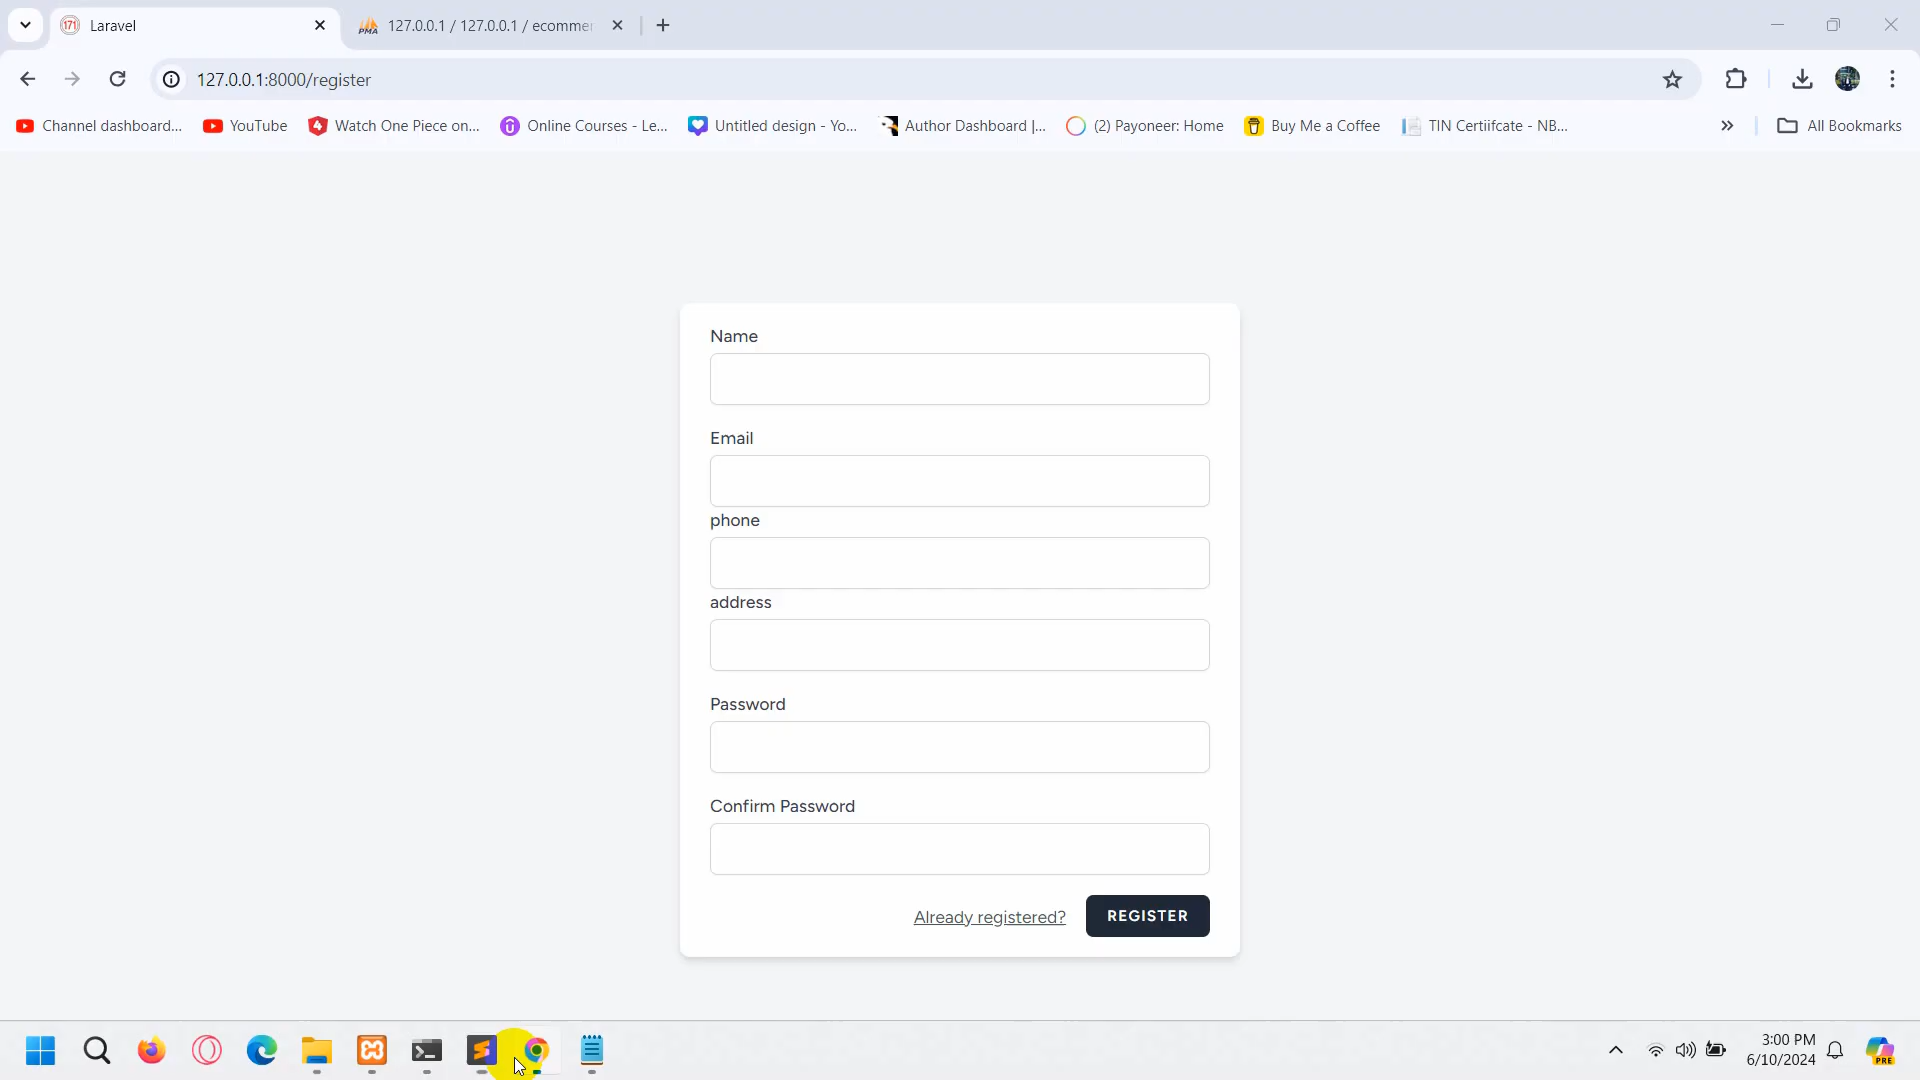 Laravel
127.0.0.1 / 127.0.0.1 / ecomme
127.0.0.1:8000/register
Channel dashboard...
YouTube
Watch One Piece on...
Online Courses - Le...
Untitled design - Yo...
Author Dashboard |...
(2) Payoneer: Home
Buy Me a Coffee
TIN Certiifcate - NB...
All Bookmarks
Name
Email
phone
address
Password
Confirm Password
Already registered?
REGISTER
3:00 PM
6/10/2024